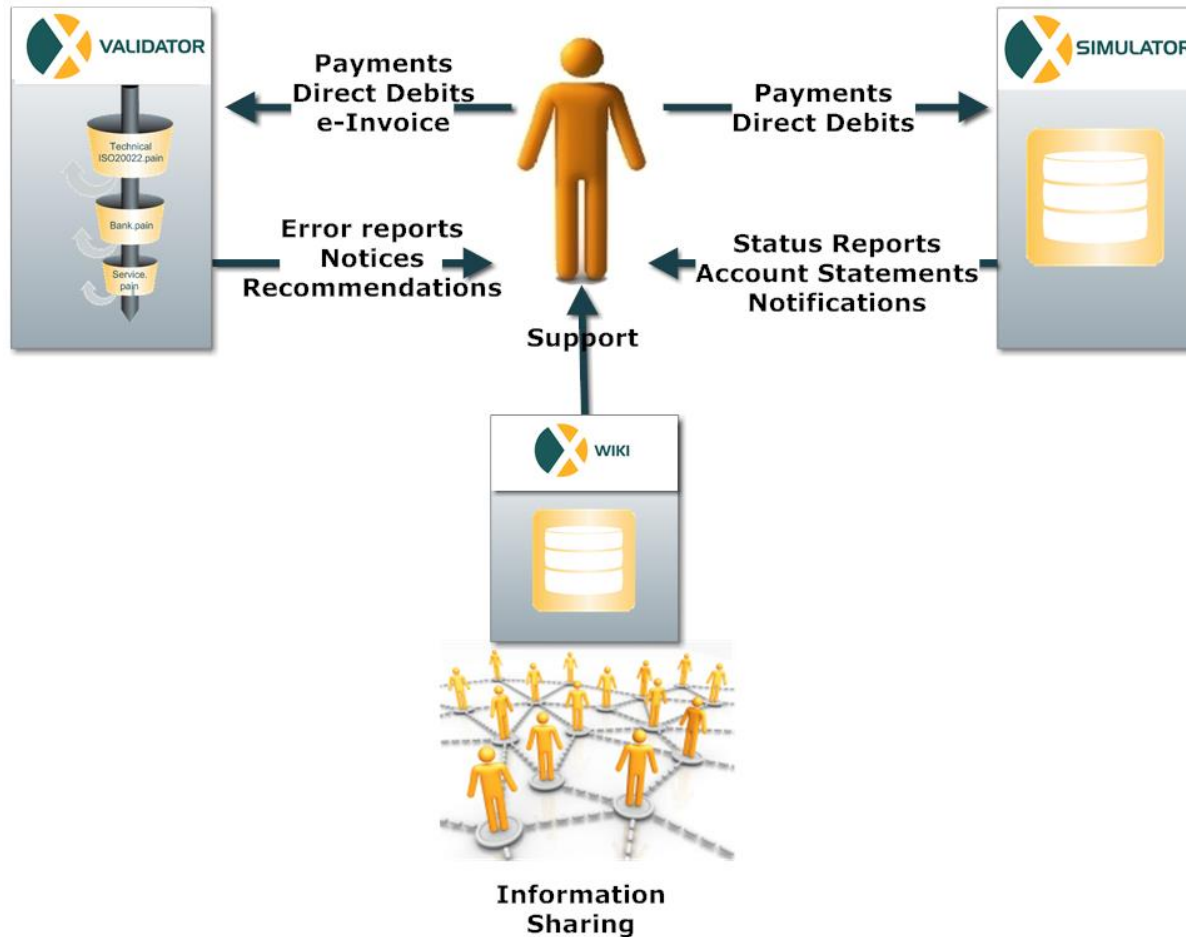 VALIDATOR
Technical
ISO20022.pain
Bank.pain
Service.
pain
Payments
Direct Debits
e-Invoice
Error reports
Notices
Recommendations
Payments
Direct Debits
Status Reports
Account Statements
Notifications
SIMULATOR
Support
WIKI
Information
Sharing